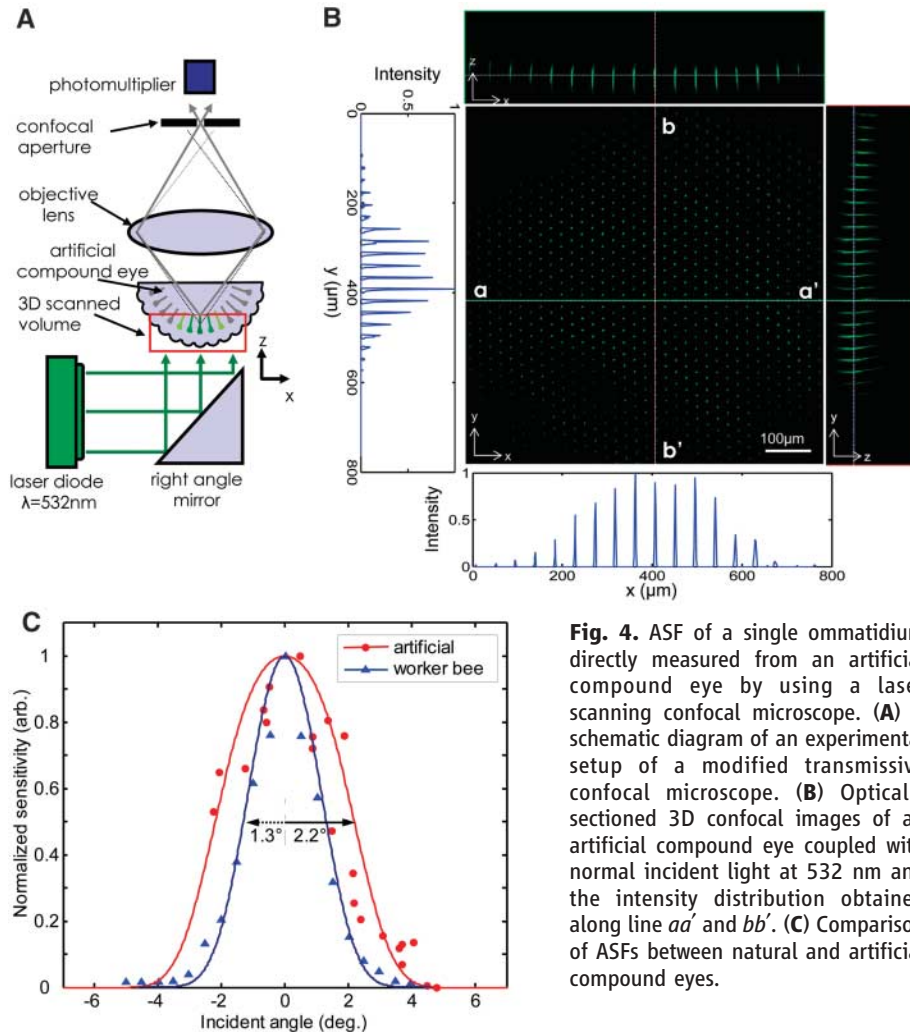 A
photomultiplier
confocal
aperture
objective
lens
artificial
compound eye
3D scanned
volume
z
x
laser diode
λ=532nm
right angle
mirror
B
Intensity
0
0.5
1
0
200
400
600
800
y (µm)
z
x
b
a
a'
b'
y
x
100µm
y
z
Intensity
1
0.5
0
0
200
400
600
800
x (µm)
C
artificial
worker bee
Normalized sensitivity (arb.)
1
0.8
0.6
0.4
0.2
0
1.3°
2.2°
-6
-4
-2
0
2
4
6
Incident angle (deg.)
Fig. 4. ASF of a single ommatidium
directly measured from an artificial
compound eye by using a laser
scanning confocal microscope. (A)
schematic diagram of an experimental
setup of a modified transmissive
confocal microscope. (B) Optical
sectioned 3D confocal images of a
artificial compound eye coupled with
normal incident light at 532 nm an
the intensity distribution obtaine
along line aa′ and bb′. (C) Compariso
of ASFs between natural and artificia
compound eyes.